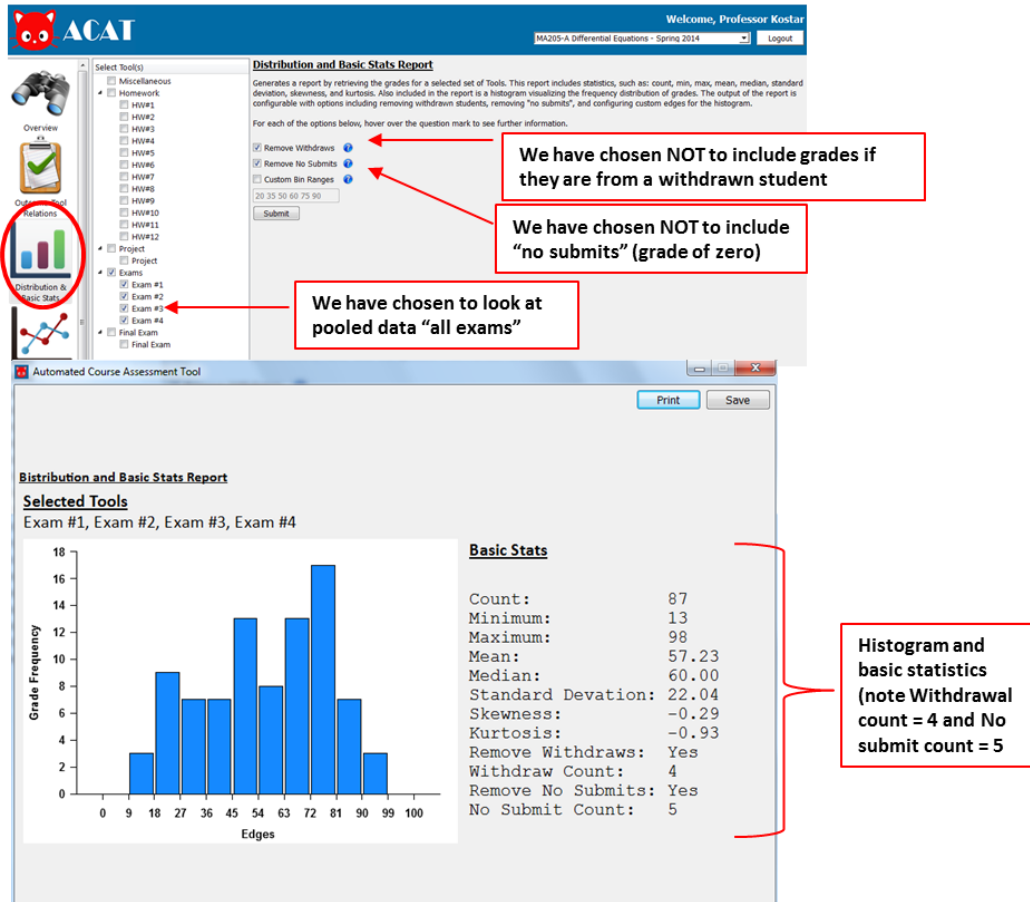 ACAT
Welcome, Professor Kostar
MA205-A Differential Equations - Spring 2014
Logout
Overview
Relations
Distribution &
Basic Stats
Select Tool(s)
Miscellaneous
Homework
HW#1
HW#2
HW#3
HW#4
HW#5
HW#6
HW#7
HW#8
HW#9
HW#10
HW#11
HW#12
Project
Project
Exams
Exam #1
Exam #2
Exam #3
Exam #4
Final Exam
Final Exam
Distribution and Basic Stats Report
Generates a report by retrieving the grades for a selected set of Tools. This report includes statistics, such as: count, min, max, mean, median, standard
deviation, skewness, and kurtosis. Also included in the report is a histogram visualizing the frequency distribution of grades. The output of the report is
configurable with options including removing withdrawn students, removing "no submits", and configuring custom edges for the histogram.
For each of the options below, hover over the question mark to see further information.
Remove Withdraws ?
Remove No Submits ?
Custom Bin Ranges ?
20 35 50 60 75 90
Submit
We have chosen NOT to include grades if
they are from a withdrawn student
We have chosen NOT to include
“no submits” (grade of zero)
We have chosen to look at
pooled data “all exams”
Automated Course Assessment Tool
Print
Save
Bistribution and Basic Stats Report
Selected Tools
Exam #1, Exam #2, Exam #3, Exam #4
Grade Frequency
18
16
14
12
10
8
6
4
2
0
0 9 18 27 36 45 54 63 72 81 90 99 100
Edges
Basic Stats
Count: 87
Minimum: 13
Maximum: 98
Mean: 57.23
Median: 60.00
Standard Devation: 22.04
Skewness: -0.29
Kurtosis: -0.93
Remove Withdraws: Yes
Withdraw Count: 4
Remove No Submits: Yes
No Submit Count: 5
Histogram and
basic statistics
(note Withdrawal
count = 4 and No
submit count = 5